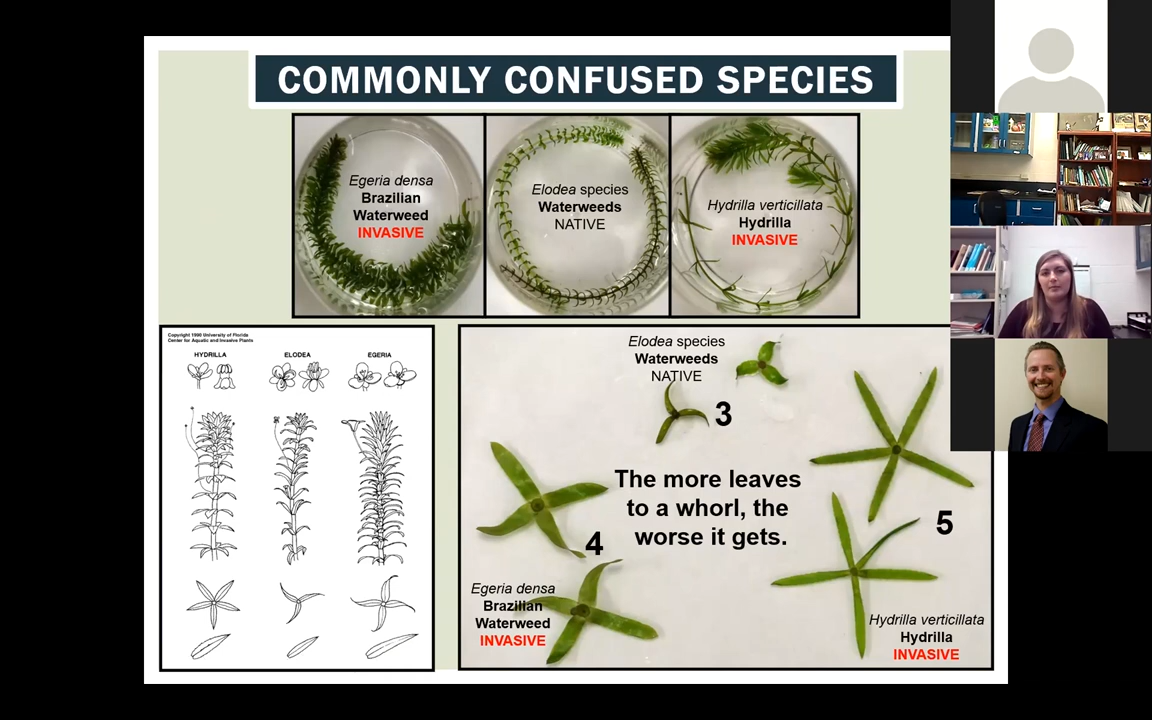 COMMONLY CONFUSED SPECIES
Egeria densa
Brazilian
Waterweed
INVASIVE
Elodea species
Waterweeds
NATIVE
Hydrilla verticillata
Hydrilla
INVASIVE
Copyright 1990 University of Florida
Center for Aquatic and Invasive Plants
HYDRILLA
ELODEA
EGERIA
Elodea species
Waterweeds
NATIVE
3
The more leaves
to a whorl, the
worse it gets.
4
5
Egeria densa
Brazilian
Waterweed
INVASIVE
Hydrilla verticillata
Hydrilla
INVASIVE